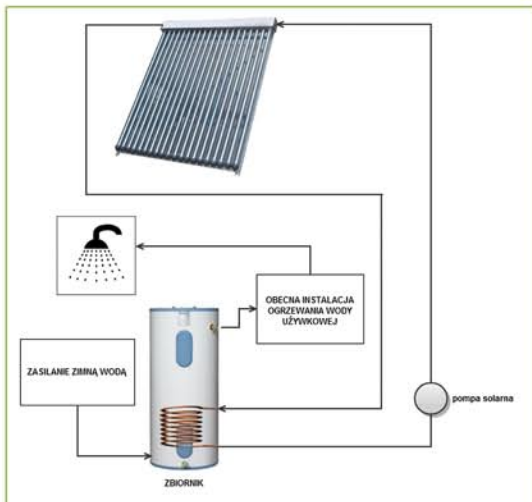 OBECNA INSTALACJA
OGRZEWANIA WODY
UŻYWKOWEJ
ZASILANIE ZIMNĄ WODĄ
pompa solarna
ZBIORNIK